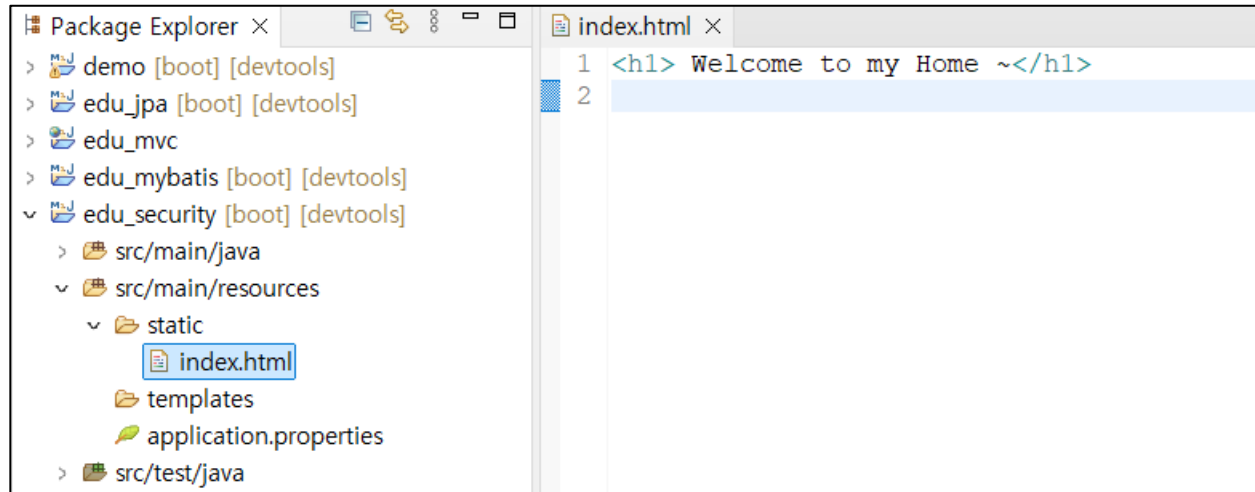 Package Explorer
demo [boot] [devtools]
edu_jpa [boot] [devtools]
edu_mvc
edu_mybatis [boot] [devtools]
edu_security [boot] [devtools]
src/main/java
src/main/resources
static
index.html
templates
application.properties
src/test/java
index.html
1 <h1> Welcome to my Home ~</h1>
2